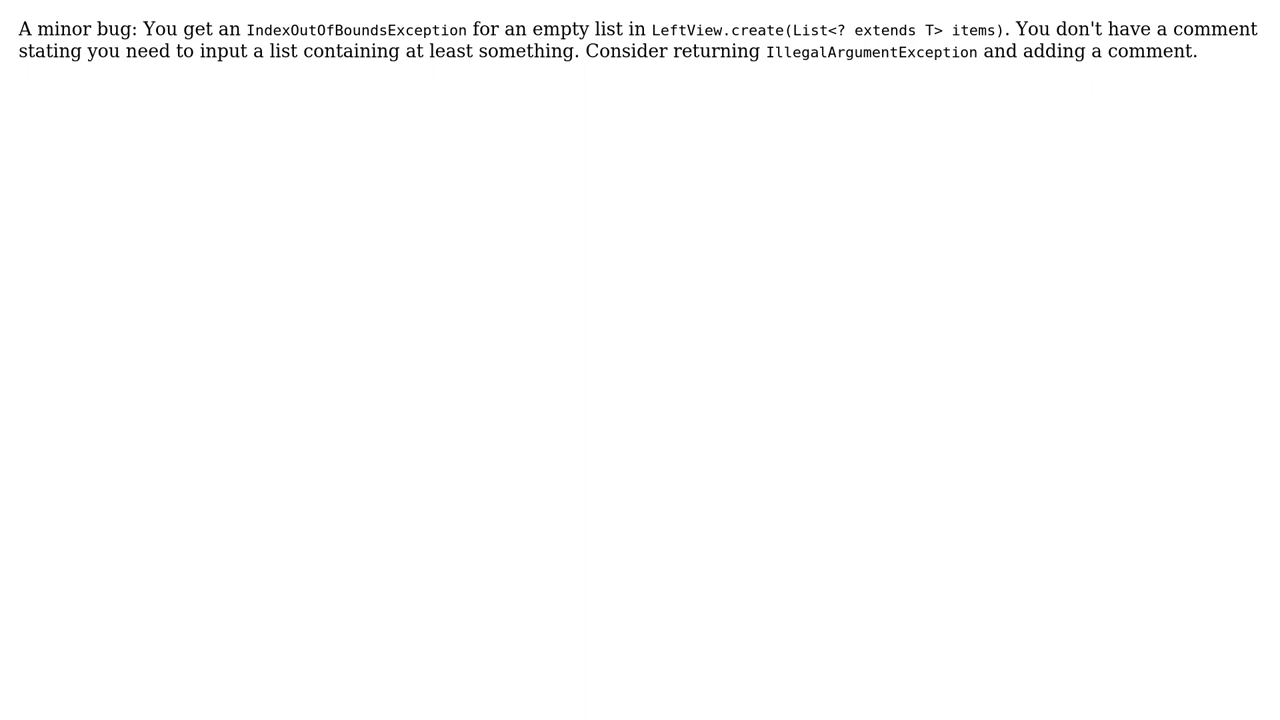 A minor bug: You get an IndexOutOfBoundsException for an empty list in LeftView.create(List<? extends T> items). You don't have a comment
stating you need to input a list containing at least something. Consider returning IllegalArgumentException and adding a comment.